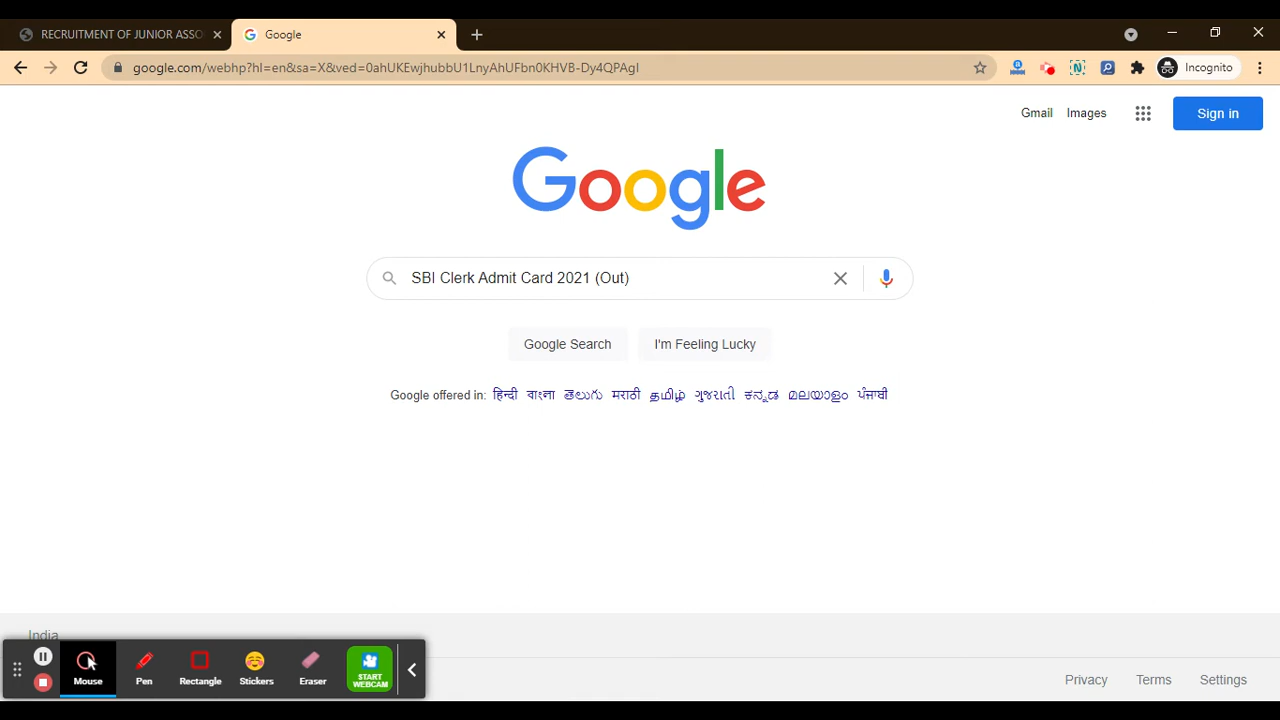 RECRUITMENT OF JUNIOR ASSO
Google
google.com/webhp?hl=en&sa=X&ved=0ahUKEwjhubbU1LnyAhUFbn0KHVB-Dy4QPAgI
Incognito
Gmail Images
Sign in
Google
SBI Clerk Admit Card 2021 (Out)
Google Search I'm Feeling Lucky
Google offered in: हिन्दी বাংলা తెలుగు मराठी தமிழ் ગુજરાતી ಕನ್ನಡ മലയാളം ਪੰਜਾਬੀ
India
Mouse Pen Rectangle Stickers Eraser START
WEBCAM
Privacy Terms Settings